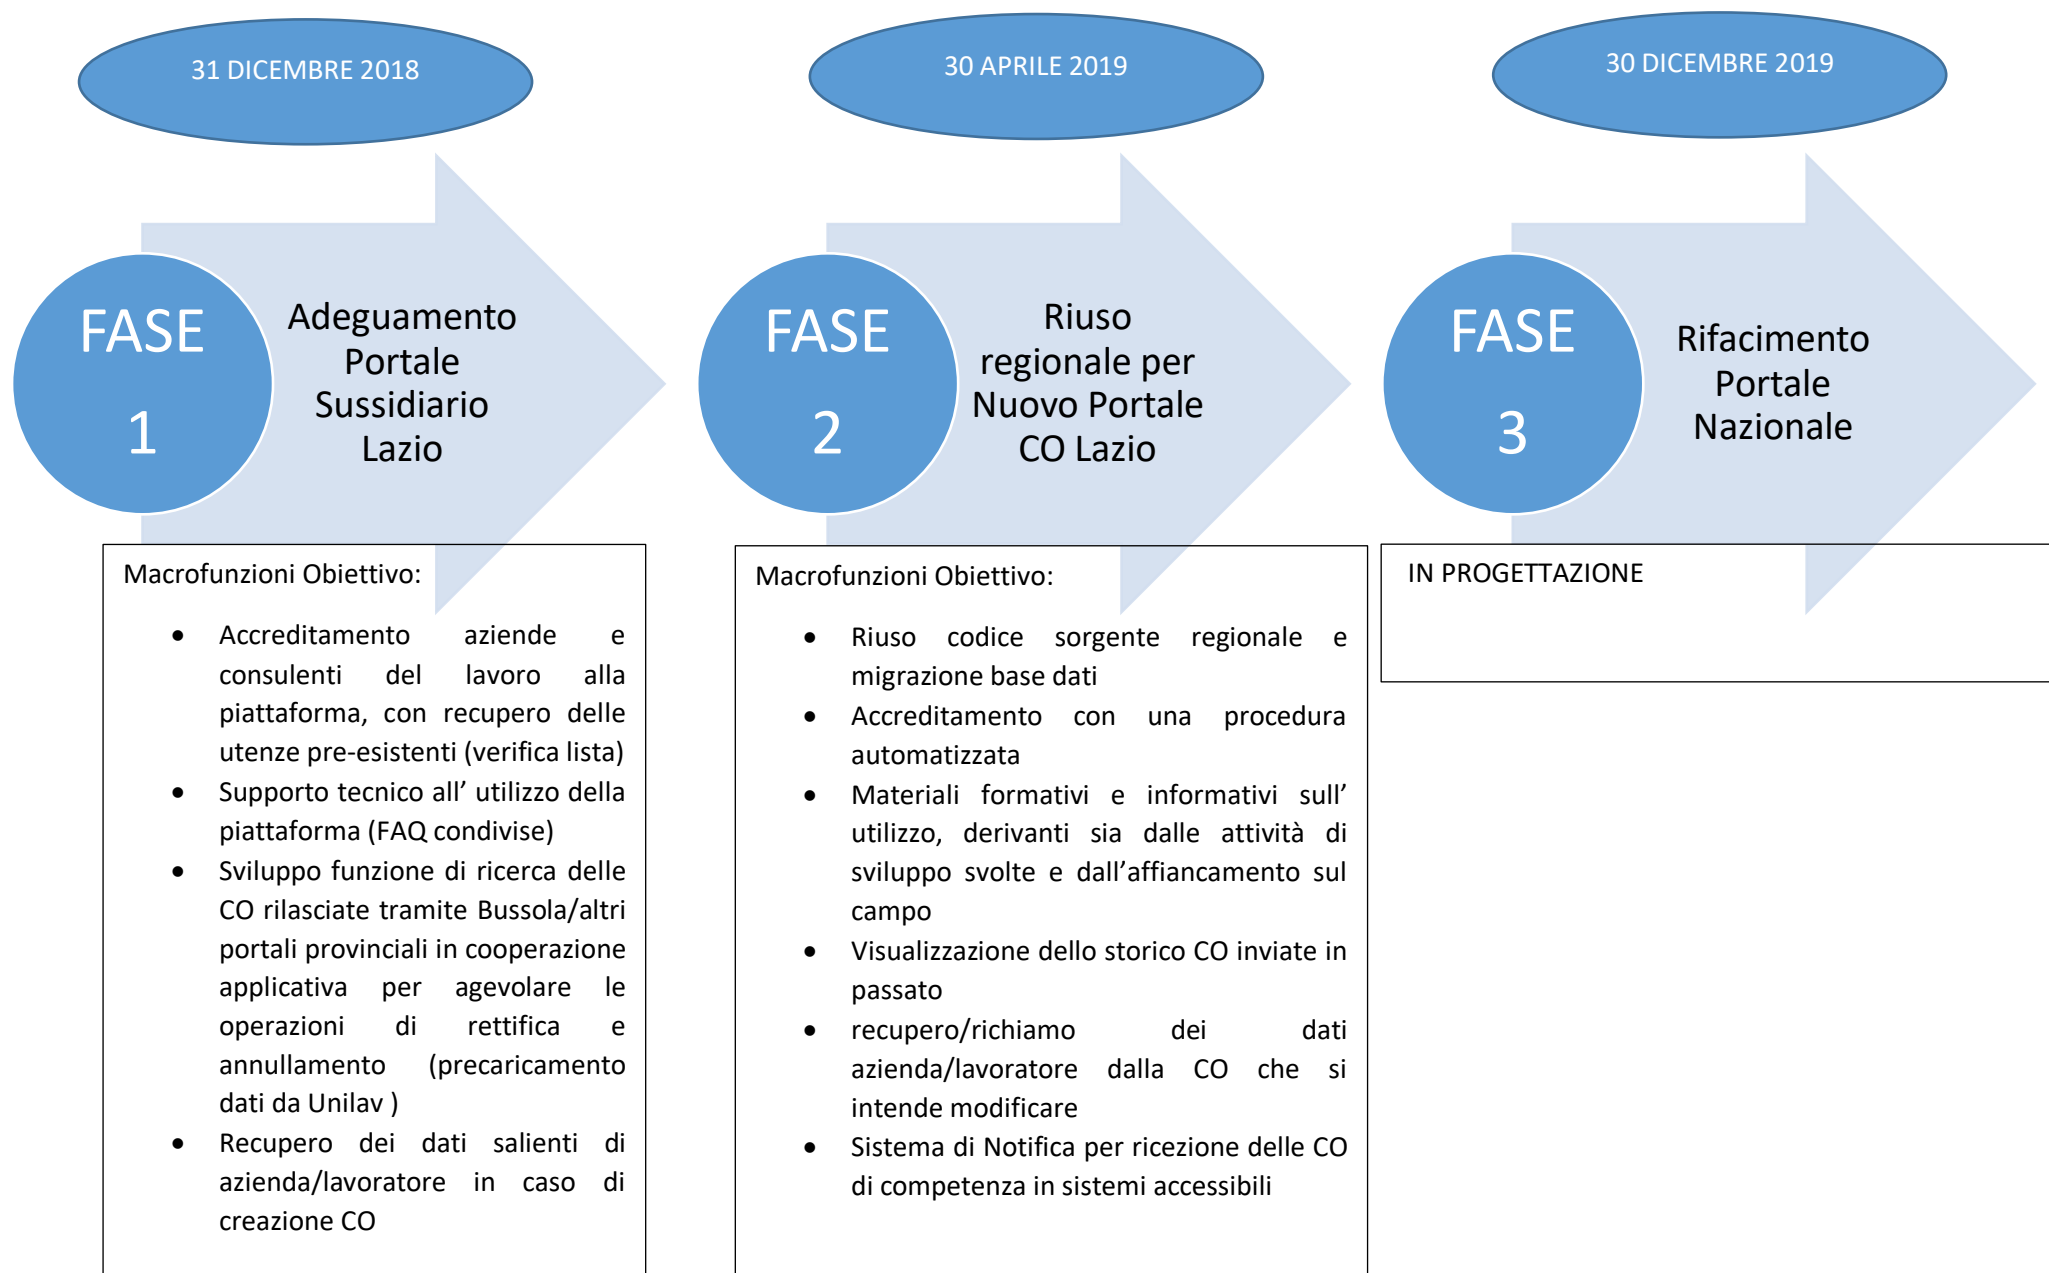 31 DICEMBRE 2018
30 APRILE 2019
30 DICEMBRE 2019
FASE
1
Adeguamento
Portale
Sussidiario
Lazio
FASE
2
Riuso
regionale per
Nuovo Portale
CO Lazio
FASE
3
Rifacimento
Portale
Nazionale
Macrofunzioni Obiettivo:
• Accreditamento aziende e
consulenti del lavoro alla
piattaforma, con recupero delle
utenze pre-esistenti (verifica lista)
• Supporto tecnico all’ utilizzo della
piattaforma (FAQ condivise)
• Sviluppo funzione di ricerca delle
CO rilasciate tramite Bussola/altri
portali provinciali in cooperazione
applicativa per agevolare le
operazioni di rettifica e
annullamento (precaricamento
dati da Unilav )
• Recupero dei dati salienti di
azienda/lavoratore in caso di
creazione CO
Macrofunzioni Obiettivo:
• Riuso codice sorgente regionale e
migrazione base dati
• Accreditamento con una procedura
automatizzata
• Materiali formativi e informativi sull’
utilizzo, derivanti sia dalle attività di
sviluppo svolte e dall’affiancamento sul
campo
• Visualizzazione dello storico CO inviate in
passato
• recupero/richiamo dei dati
azienda/lavoratore dalla CO che si
intende modificare
• Sistema di Notifica per ricezione delle CO
di competenza in sistemi accessibili
IN PROGETTAZIONE